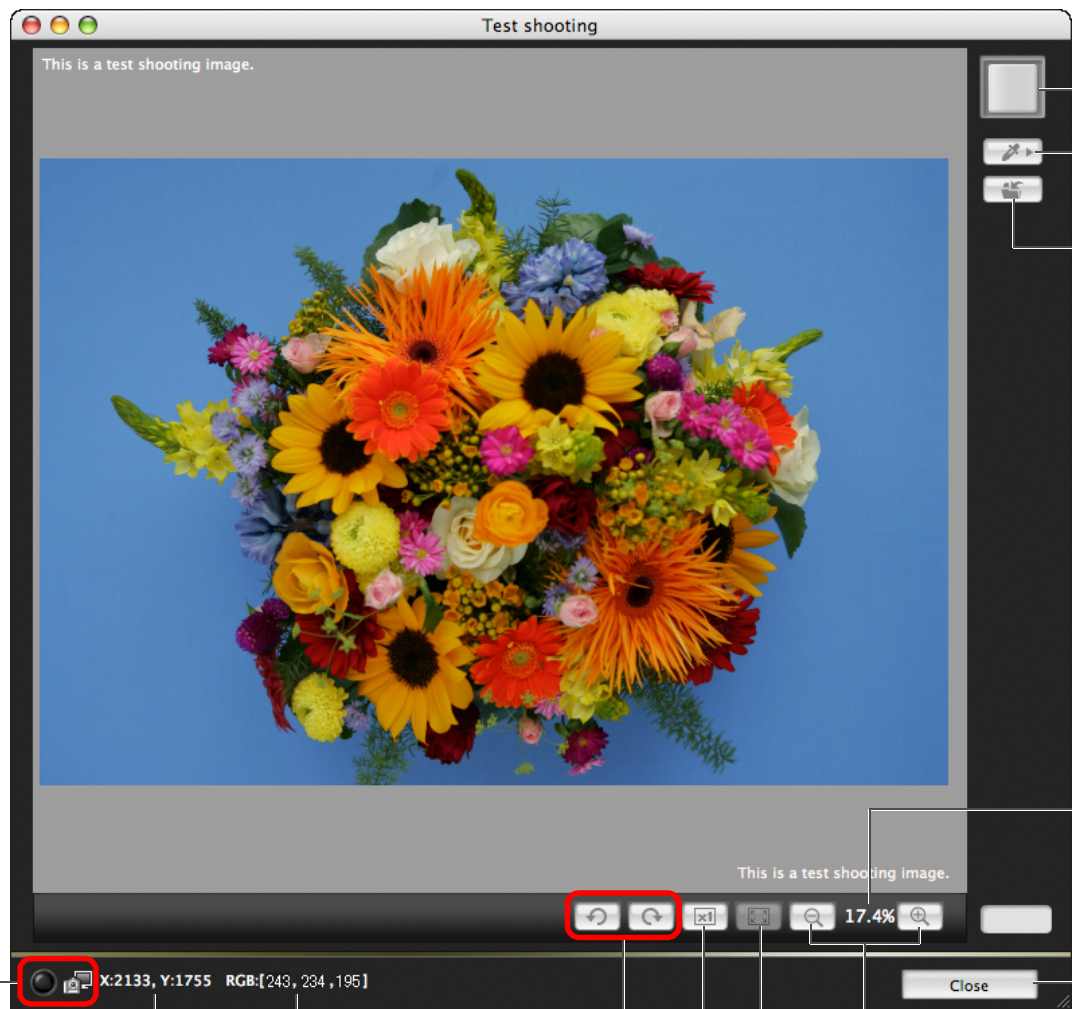 Test shooting
This is a test shooting image.
This is a test shooting image.
x1
17.4%
X:2133, Y:1755 RGB:[243, 234 ,195]
Close